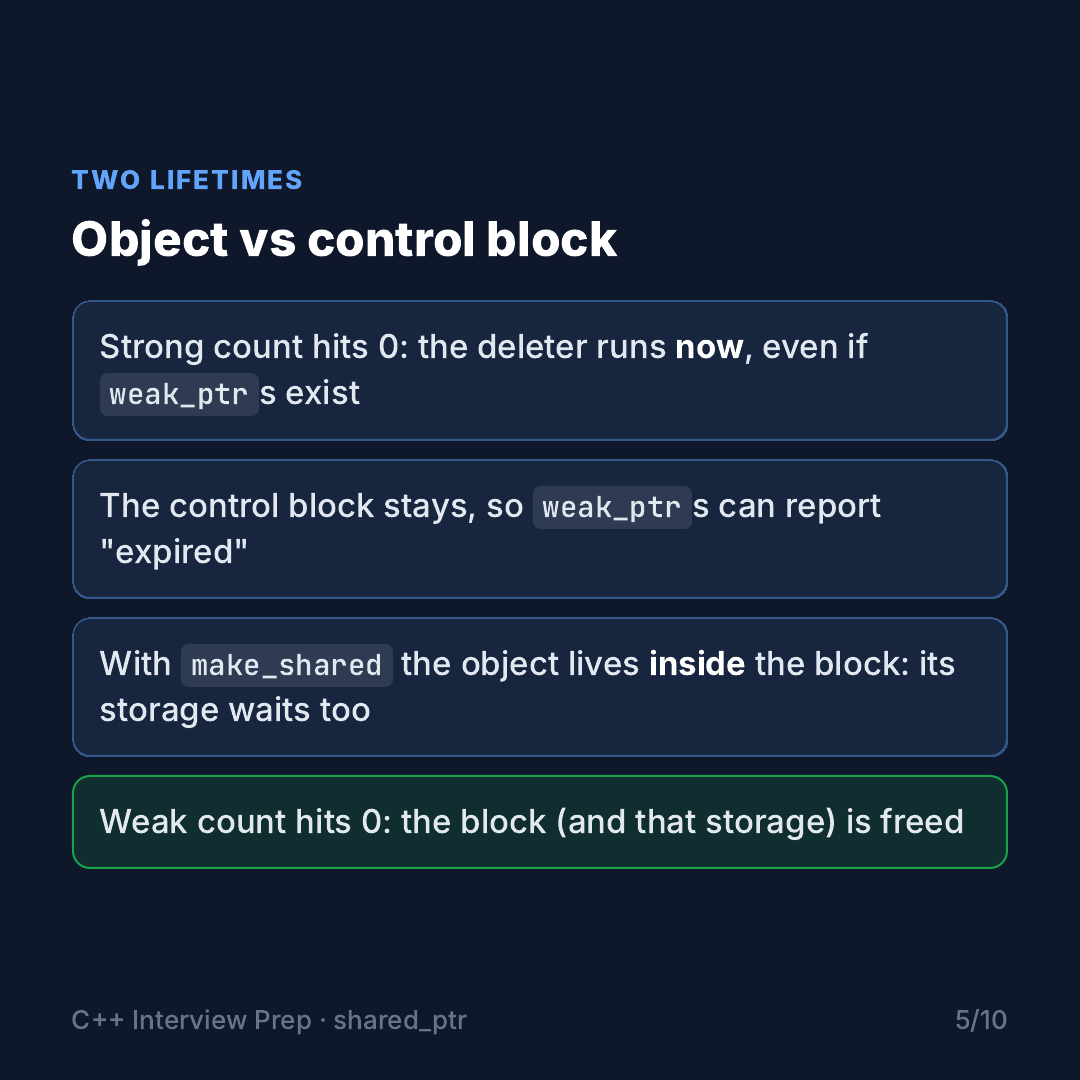 TWO LIFETIMES
Object vs control block
Strong count hits 0: the deleter runs now, even if
weak_ptr s exist
The control block stays, so weak_ptr s can report
"expired"
With make_shared the object lives inside the block: its
storage waits too
Weak count hits 0: the block (and that storage) is freed
C++ Interview Prep · shared_ptr
5/10